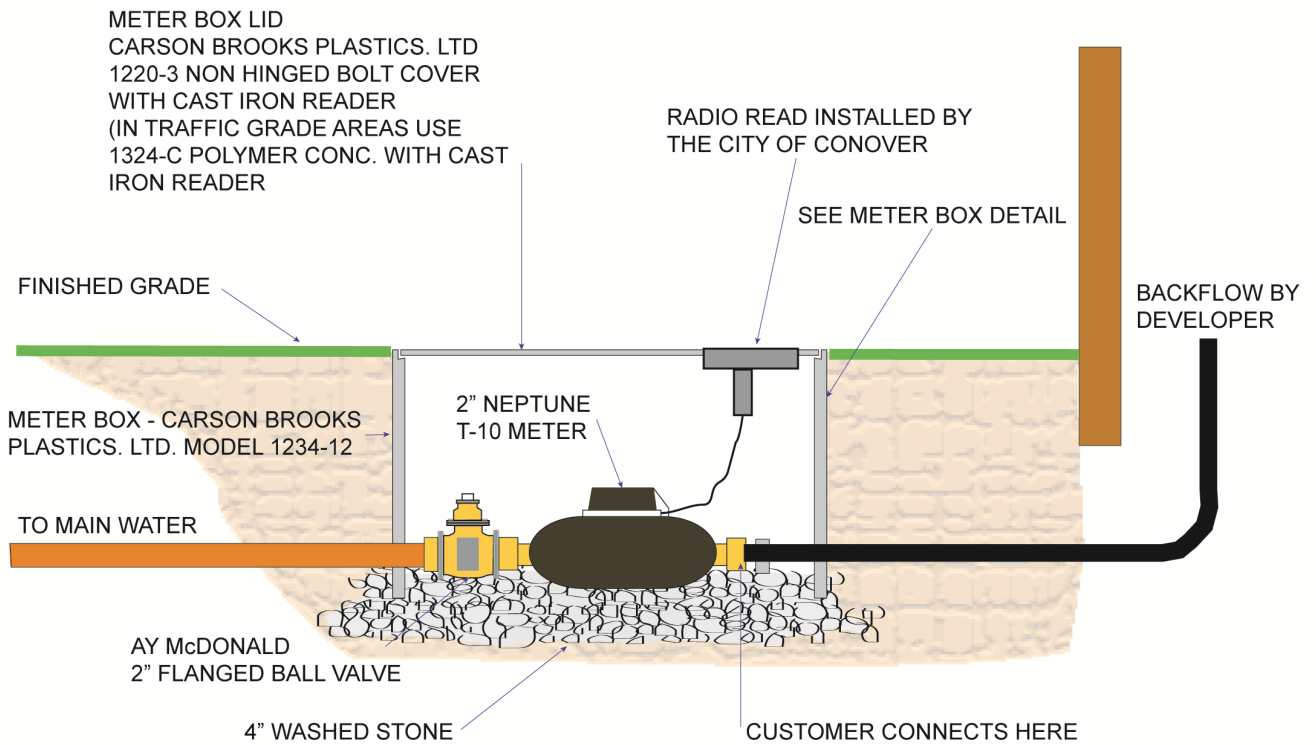 METER BOX LID
CARSON BROOKS PLASTICS. LTD
1220-3 NON HINGED BOLT COVER
WITH CAST IRON READER
(IN TRAFFIC GRADE AREAS USE
1324-C POLYMER CONC. WITH CAST
IRON READER
RADIO READ INSTALLED BY
THE CITY OF CONOVER
SEE METER BOX DETAIL
FINISHED GRADE
BACKFLOW BY
DEVELOPER
METER BOX - CARSON BROOKS
PLASTICS. LTD. MODEL 1234-12
2” NEPTUNE
T-10 METER
TO MAIN WATER
AY McDONALD
2” FLANGED BALL VALVE
4” WASHED STONE
CUSTOMER CONNECTS HERE